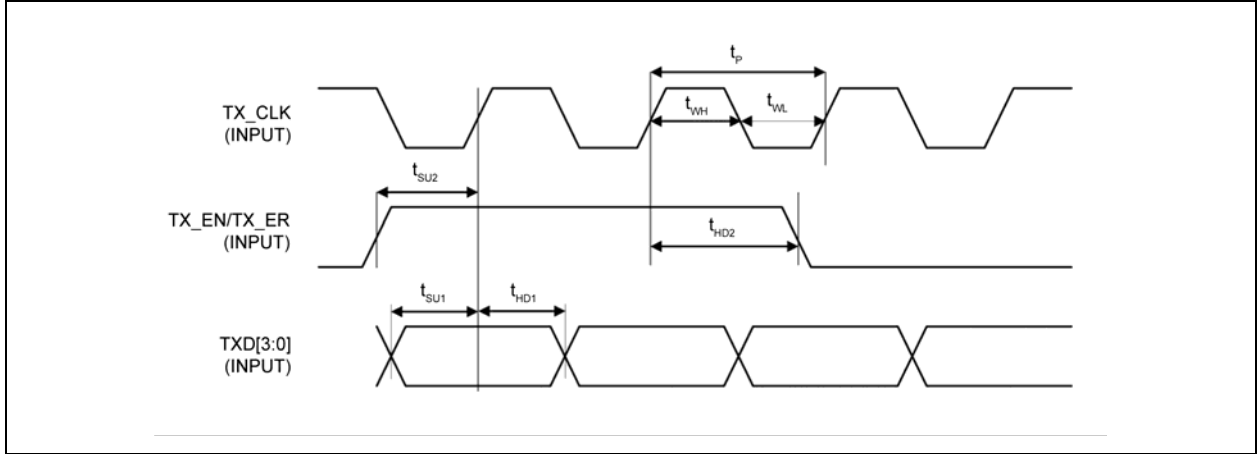 t_P
TX_CLK
(INPUT)
t_WH
t_WL
t_SU2
TX_EN/TX_ER
(INPUT)
t_HD2
t_SU1
t_HD1
TXD[3:0]
(INPUT)